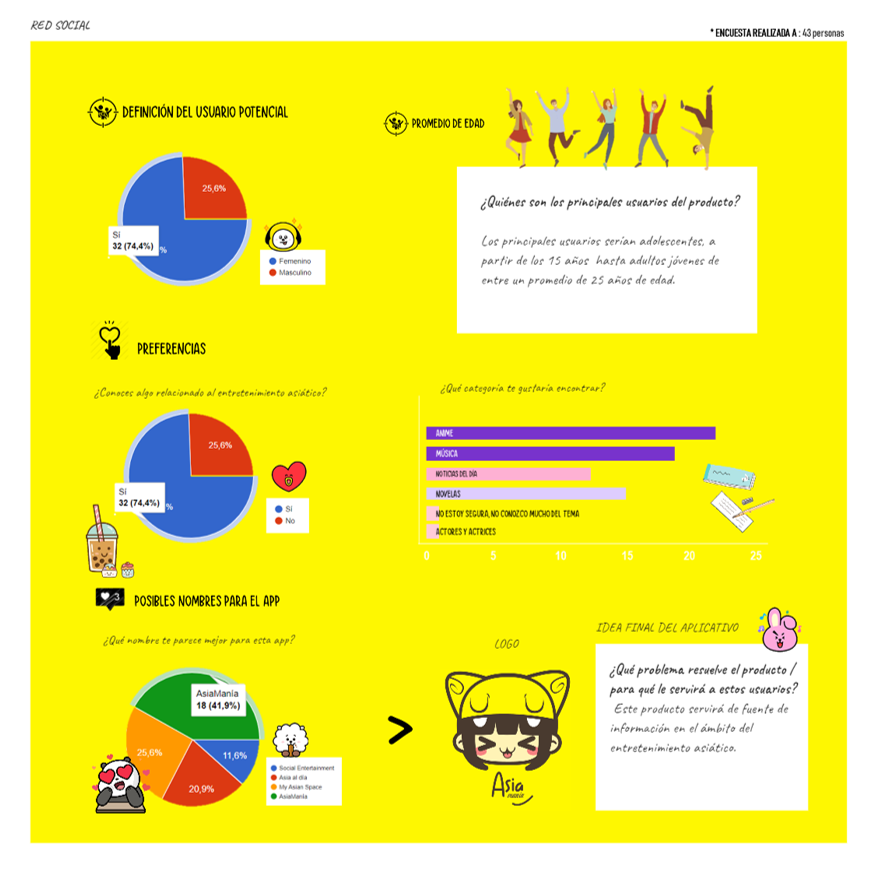 RED SOCIAL
* ENCUESTA REALIZADA A : 43 personas
DEFINICIÓN DEL USUARIO POTENCIAL
25,6%
Sí
32 (74,4%)
%
Femenino
Masculino
PROMEDIO DE EDAD
¿Quiénes son los principales usuarios del producto?
Los principales usuarios serían adolescentes, a
partir de los 15 años hasta adultos jóvenes de
entre un promedio de 25 años de edad.
PREFERENCIAS
¿Conoces algo relacionado al entretenimiento asiático?
25,6%
Sí
32 (74,4%)
%
Sí
No
¿Qué categoría te gustaría encontrar?
ANIME
MÚSICA
NOTICIAS DEL DÍA
NOVELAS
NO ESTOY SEGURA, NO CONOZCO MUCHO DEL TEMA
ACTORES Y ACTRICES
0 5 10 15 20 25
3
POSIBLES NOMBRES PARA EL APP
¿Qué nombre te parece mejor para esta app?
AsiaManía
18 (41,9%)
25,6%
11,6%
20,9%
Social Entertainment
Asia al día
My Asian Space
AsiaManía
>
LOGO
Asia
manía
IDEA FINAL DEL APLICATIVO
¿Qué problema resuelve el producto /
para qué le servirá a estos usuarios?
Este producto servirá de fuente de
información en el ámbito del
entretenimiento asiático.